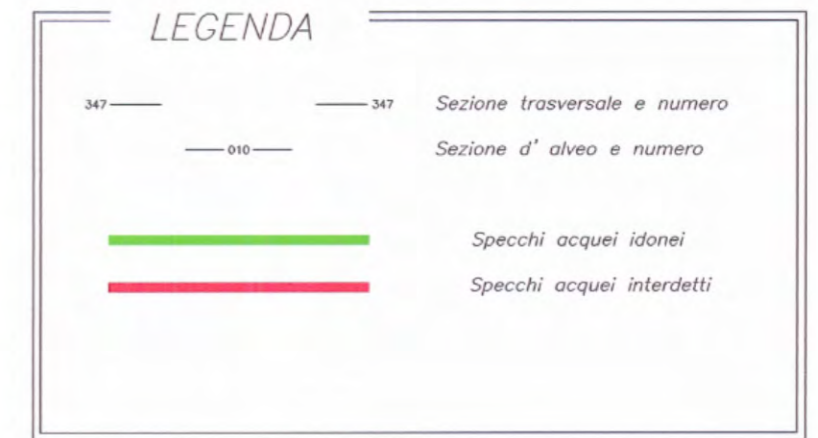 LEGENDA
347 347 Sezione trasversale e numero
010 Sezione d' alveo e numero
Specchi acquei idonei
Specchi acquei interdetti